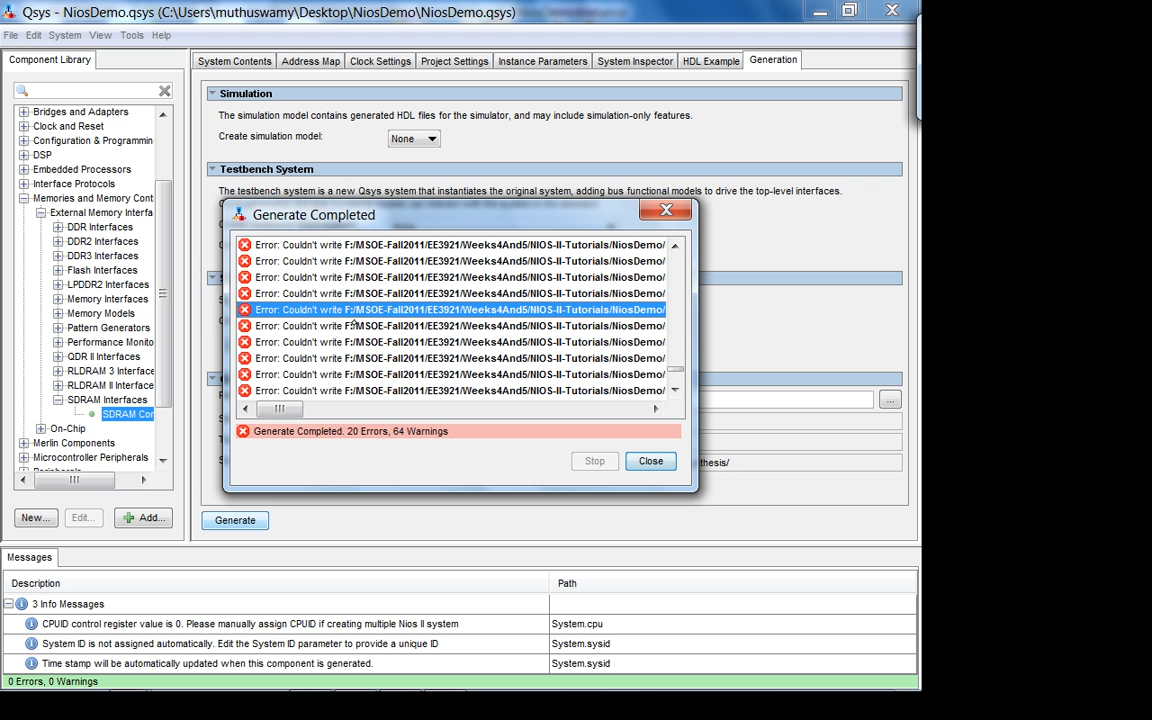 Qsys - NiosDemo.qsys (C:\Users\muthuswamy\Desktop\NiosDemo\NiosDemo.qsys)
File Edit System View Tools Help
Component Library
System Contents Address Map Clock Settings Project Settings Instance Parameters System Inspector HDL Example Generation
Bridges and Adapters
Clock and Reset
Configuration & Programmin
DSP
Embedded Processors
Interface Protocols
Memories and Memory Cont
External Memory Interfa
DDR Interfaces
DDR2 Interfaces
DDR3 Interfaces
Flash Interfaces
LPDDR2 Interfaces
Memory Interfaces
Memory Models
Pattern Generators
Performance Monito
QDR II Interfaces
RLDRAM 3 Interface
RLDRAM II Interface
SDRAM Interfaces
SDRAM Con
On-Chip
Merlin Components
Microcontroller Peripherals
New... Edit... Add...
Simulation
The simulation model contains generated HDL files for the simulator, and may include simulation-only features.
Create simulation model: None
Testbench System
The testbench system is a new Qsys system that instantiates the original system, adding bus functional models to drive the top-level interfaces.
Generate Completed
Error: Couldn't write F:/MSOE-Fall2011/EE3921/Weeks4And5/NIOS-II-Tutorials/NiosDemo/
Error: Couldn't write F:/MSOE-Fall2011/EE3921/Weeks4And5/NIOS-II-Tutorials/NiosDemo/
Error: Couldn't write F:/MSOE-Fall2011/EE3921/Weeks4And5/NIOS-II-Tutorials/NiosDemo/
Error: Couldn't write F:/MSOE-Fall2011/EE3921/Weeks4And5/NIOS-II-Tutorials/NiosDemo/
Error: Couldn't write F:/MSOE-Fall2011/EE3921/Weeks4And5/NIOS-II-Tutorials/NiosDemo/
Error: Couldn't write F:/MSOE-Fall2011/EE3921/Weeks4And5/NIOS-II-Tutorials/NiosDemo/
Error: Couldn't write F:/MSOE-Fall2011/EE3921/Weeks4And5/NIOS-II-Tutorials/NiosDemo/
Error: Couldn't write F:/MSOE-Fall2011/EE3921/Weeks4And5/NIOS-II-Tutorials/NiosDemo/
Error: Couldn't write F:/MSOE-Fall2011/EE3921/Weeks4And5/NIOS-II-Tutorials/NiosDemo/
Error: Couldn't write F:/MSOE-Fall2011/EE3921/Weeks4And5/NIOS-II-Tutorials/NiosDemo/
Generate Completed. 20 Errors, 64 Warnings
Stop Close
...
thesis/
Generate
Messages
Description Path
3 Info Messages
CPUID control register value is 0. Please manually assign CPUID if creating multiple Nios II system System.cpu
System ID is not assigned automatically. Edit the System ID parameter to provide a unique ID System.sysid
Time stamp will be automatically updated when this component is generated. System.sysid
0 Errors, 0 Warnings